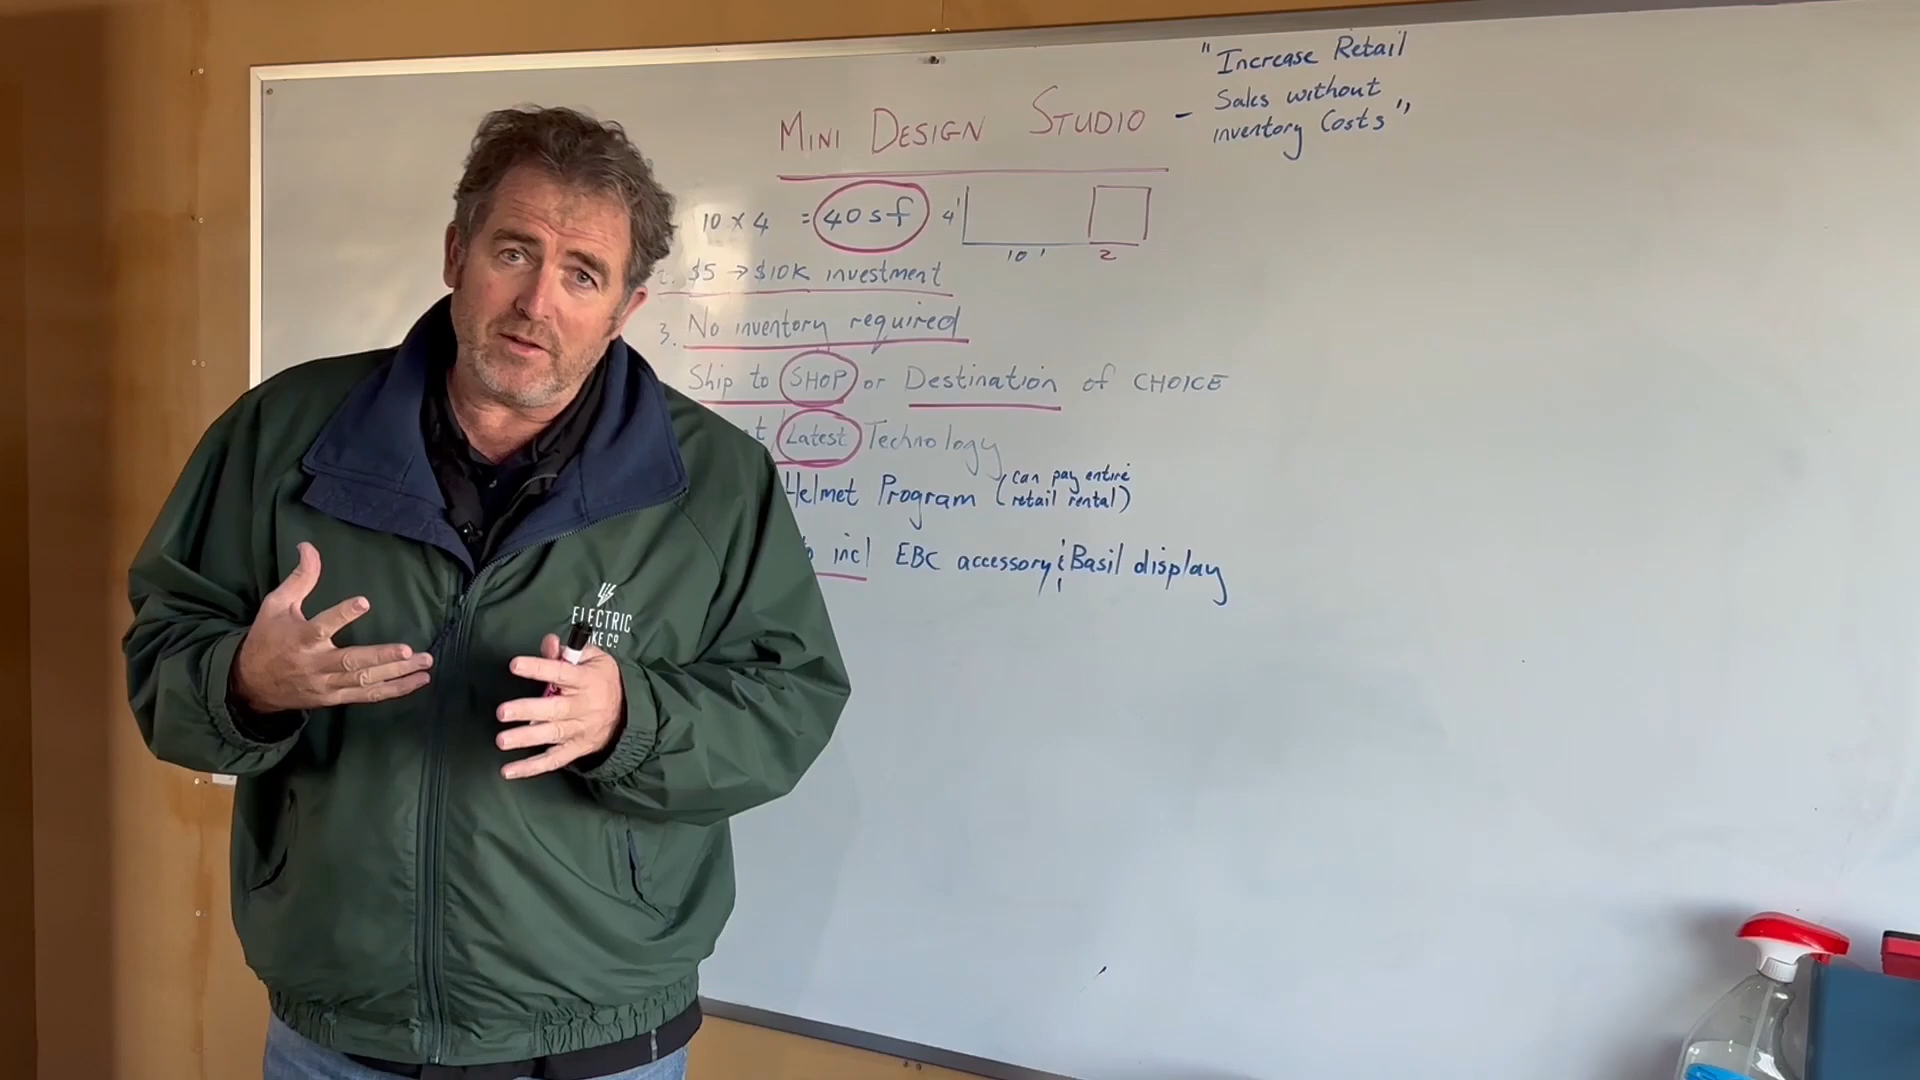 "Increase Retail
MINI DESIGN STUDIO - Sales without
inventory Costs"
10 x 4 = 40sf 4' 10' 2
2. $5 → $10K investment
3. No inventory required
Ship to SHOP or Destination of CHOICE
Latest Technology
Helmet Program (can pay entire
retail rental)
incl EBC accessory & Basil display
ELECTRIC